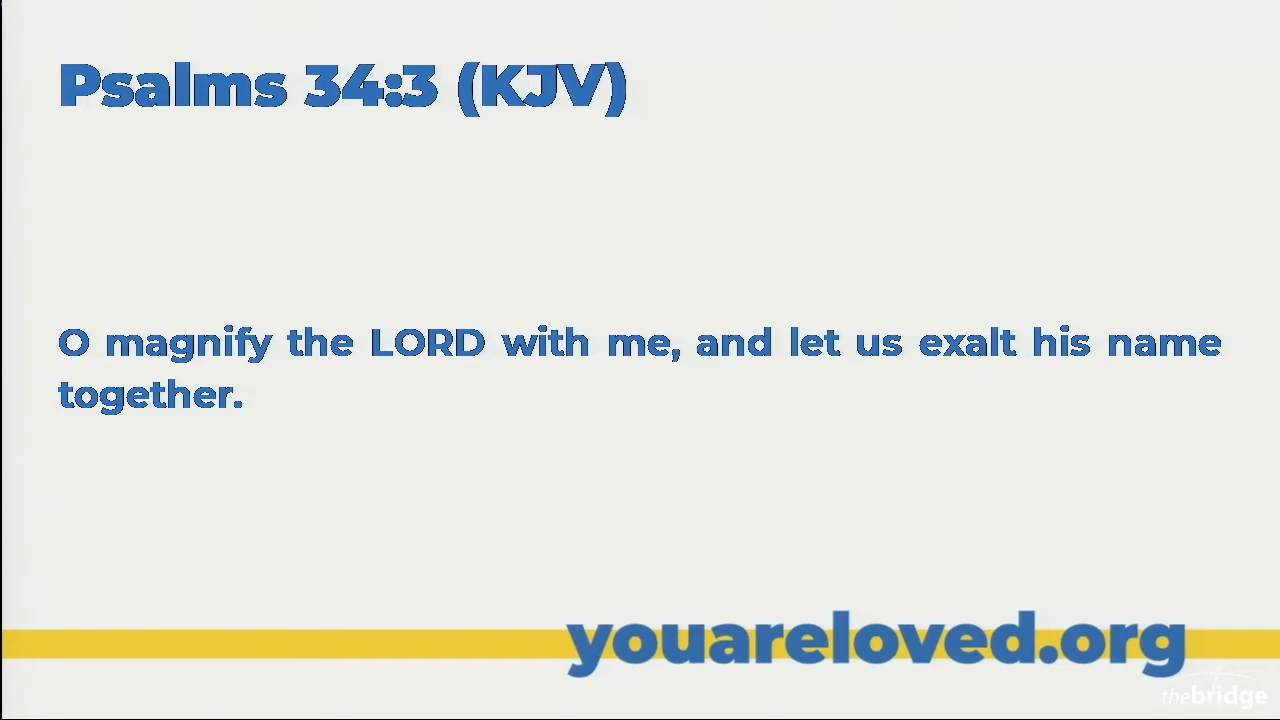 Psalms 34:3 (KJV)
O magnify the LORD with me, and let us exalt his name
together.
youareloved.org
thebridge